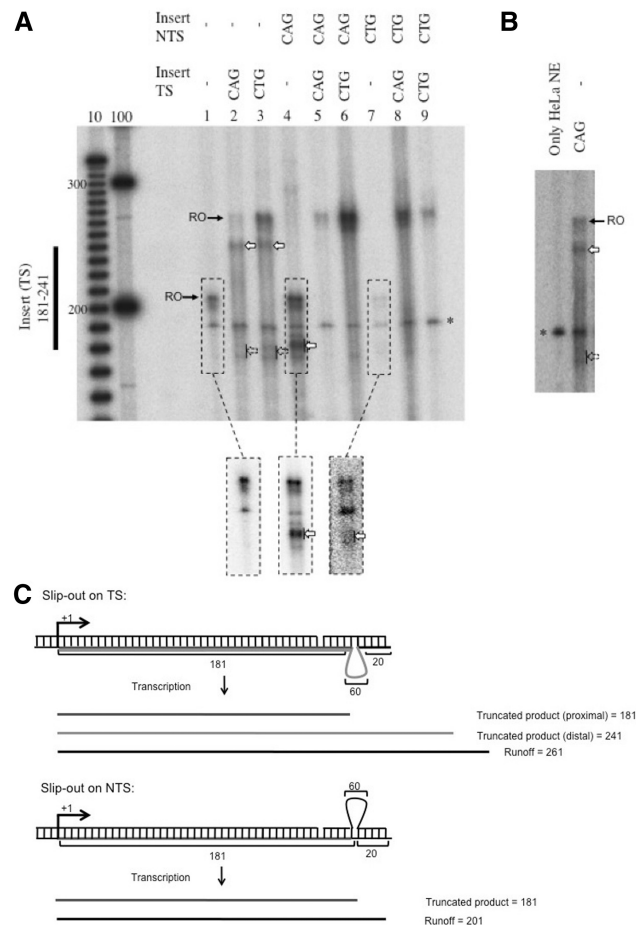 A
B
Insert NTS - - - CAG CAG CAG CTG CTG CTG
Insert TS - CAG CTG - CAG CTG - CAG CTG
10 100 1 2 3 4 5 6 7 8 9
Only HeLa NE
CAG -
300
200
Insert (TS)
181-241
RO
RO
*
RO
*
C
Slip-out on TS:
+1
181
20
60
Transcription
Truncated product (proximal) = 181
Truncated product (distal) = 241
Runoff = 261
Slip-out on NTS:
60
+1
181
20
Transcription
Truncated product = 181
Runoff = 201